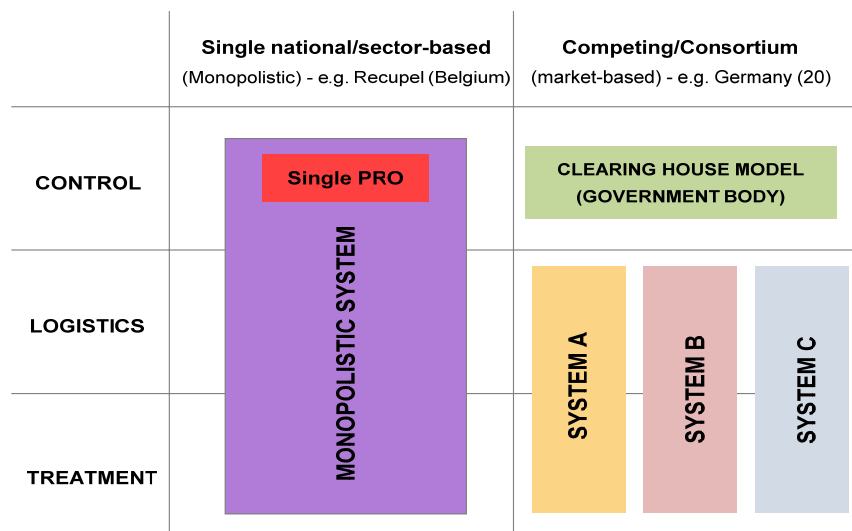 Single national/sector-based
(Monopolistic) - e.g. Recupel (Belgium)
Competing/Consortium
(market-based) - e.g. Germany (20)
CONTROL
Single PRO
CLEARING HOUSE MODEL
(GOVERNMENT BODY)
LOGISTICS
MONOPOLISTIC SYSTEM
SYSTEM A
SYSTEM B
SYSTEM C
TREATMENT